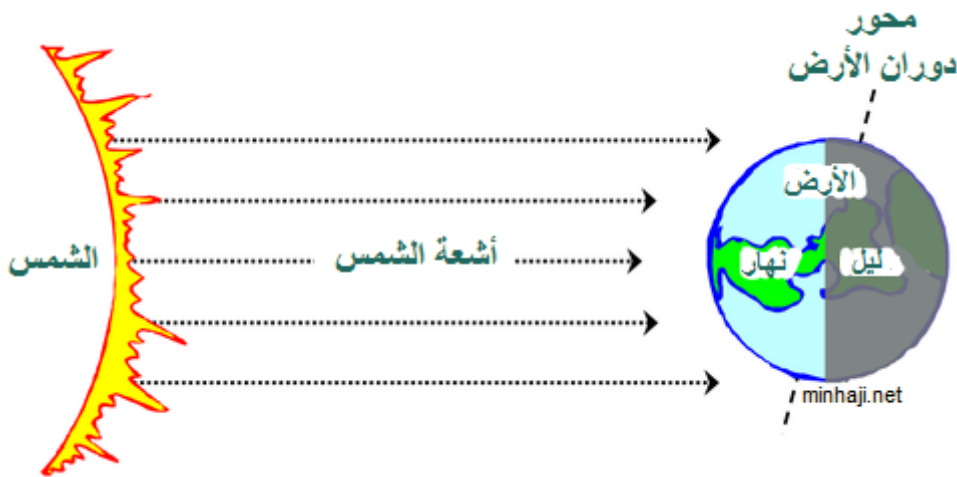 محور
دوران الأرض
الأرض
الشمس
أشعة الشمس
نهار
ليل
minhaji.net